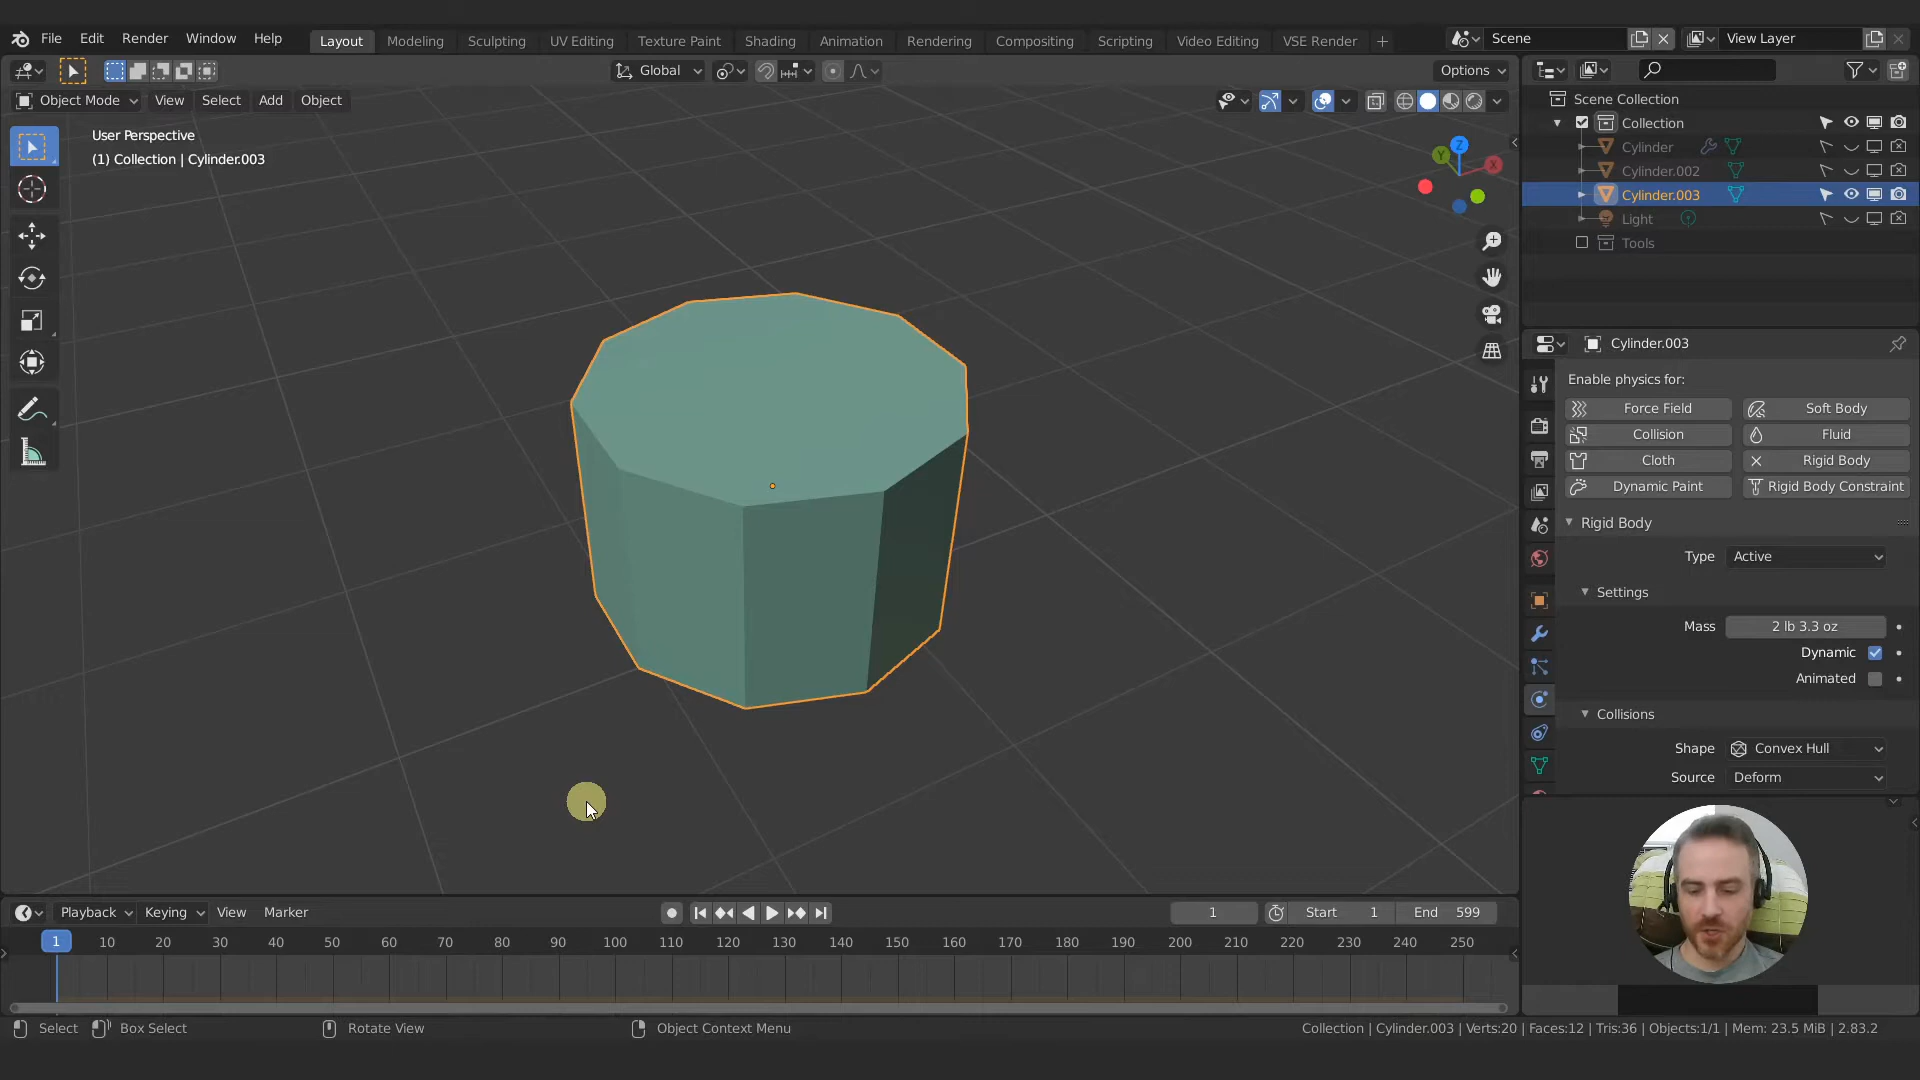 File Edit Render Window Help Layout Modeling Sculpting UV Editing Texture Paint Shading Animation Rendering Compositing Scripting Video Editing VSE Render + Scene View Layer
Global Options
Object Mode View Select Add Object
User Perspective
(1) Collection | Cylinder.003
Z
Y
X
Scene Collection
Collection
Cylinder
Cylinder.002
Cylinder.003
Light
Tools
Cylinder.003
Enable physics for:
Force Field Soft Body
Collision Fluid
Cloth Rigid Body
Dynamic Paint Rigid Body Constraint
Rigid Body
Type Active
Settings
Mass 2 lb 3.3 oz
Dynamic
Animated
Collisions
Shape Convex Hull
Source Deform
Playback Keying View Marker 1 Start 1 End 599
1 10 20 30 40 50 60 70 80 90 100 110 120 130 140 150 160 170 180 190 200 210 220 230 240 250
Select Box Select Rotate View Object Context Menu Collection | Cylinder.003 | Verts:20 | Faces:12 | Tris:36 | Objects:1/1 | Mem: 23.5 MiB | 2.83.2